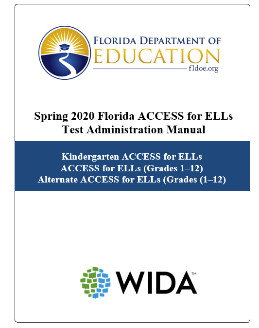 FLORIDA DEPARTMENT OF
EDUCATION
fldoe.org
Spring 2020 Florida ACCESS for ELLs
Test Administration Manual
Kindergarten ACCESS for ELLs
ACCESS for ELLs (Grades 1–12)
Alternate ACCESS for ELLs (Grades (1–12)
WIDA™